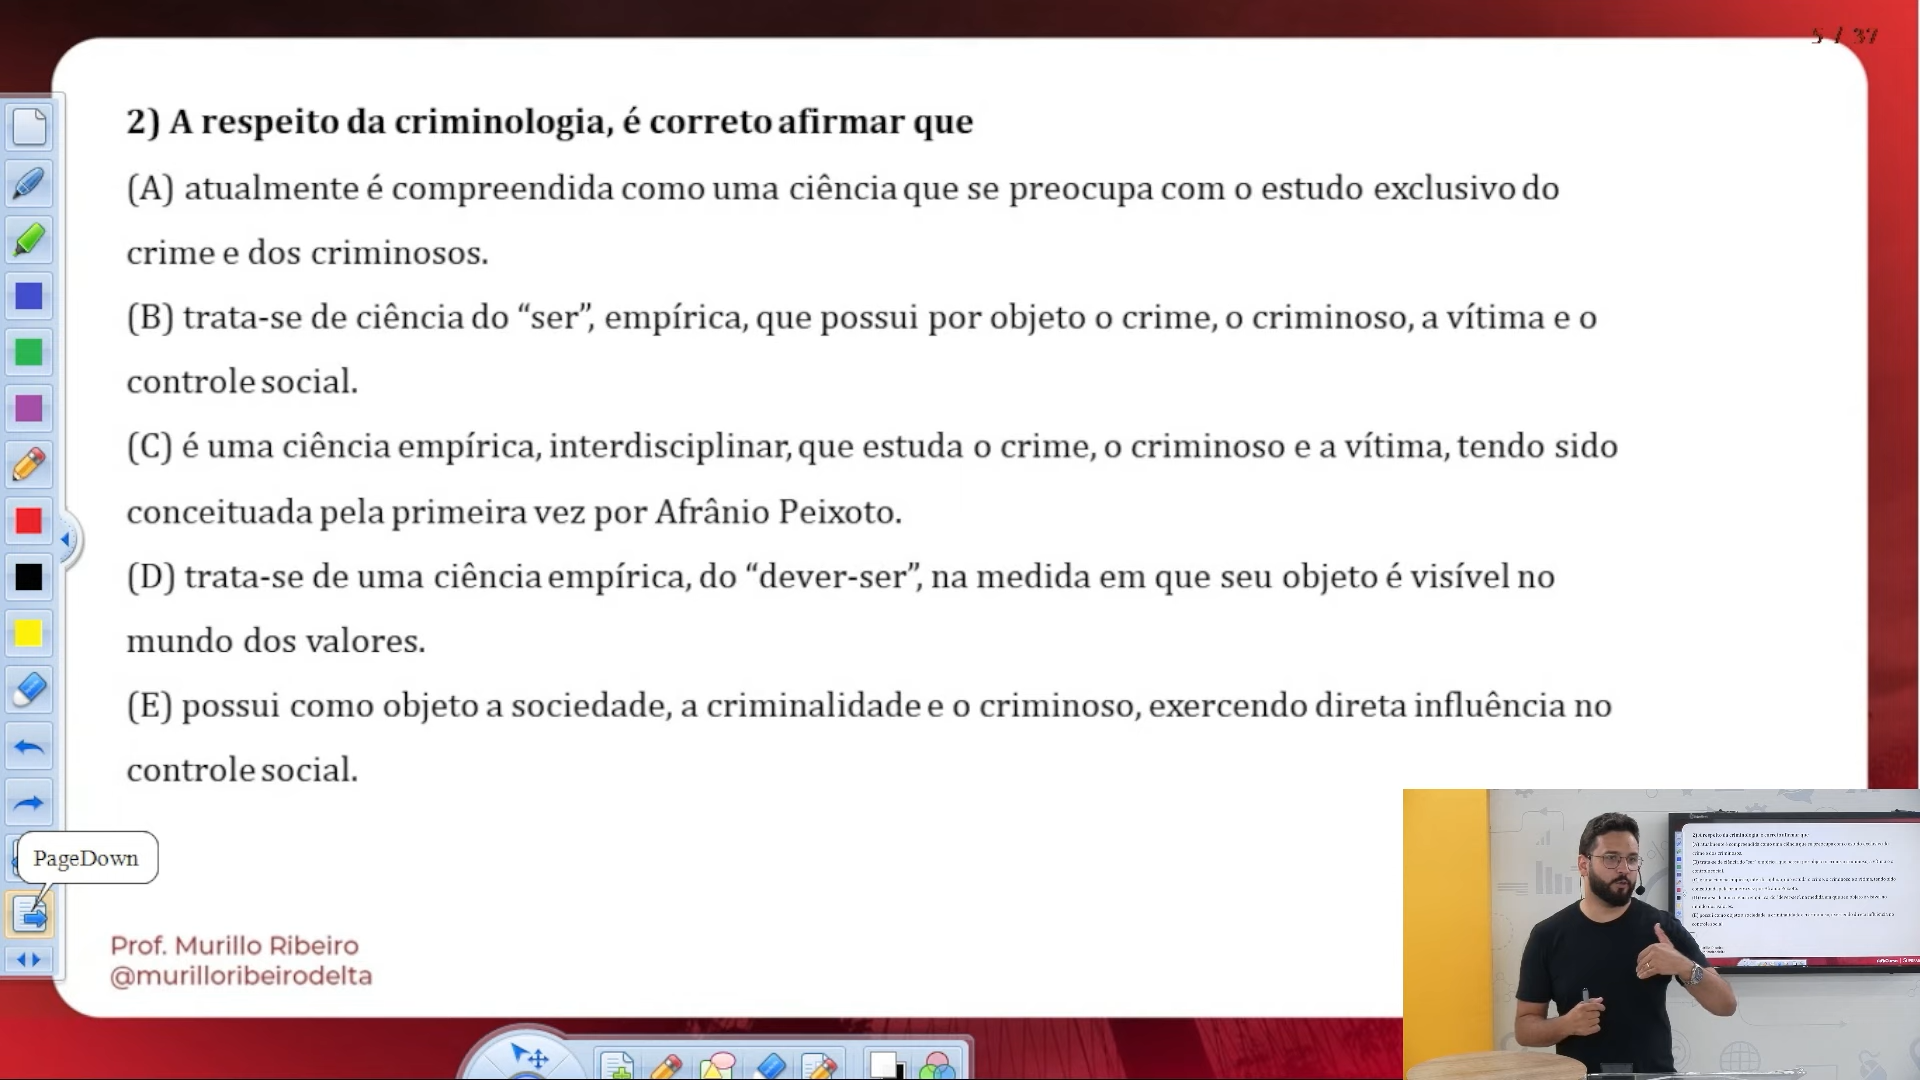 5 / 37
2) A respeito da criminologia, é correto afirmar que
(A) atualmente é compreendida como uma ciência que se preocupa com o estudo exclusivo do
crime e dos criminosos.
(B) trata-se de ciência do “ser”, empírica, que possui por objeto o crime, o criminoso, a vítima e o
controle social.
(C) é uma ciência empírica, interdisciplinar, que estuda o crime, o criminoso e a vítima, tendo sido
conceituada pela primeira vez por Afrânio Peixoto.
(D) trata-se de uma ciência empírica, do “dever-ser”, na medida em que seu objeto é visível no
mundo dos valores.
(E) possui como objeto a sociedade, a criminalidade e o criminoso, exercendo direta influência no
controle social.
PageDown
Prof. Murillo Ribeiro
@murilloribeirodelta